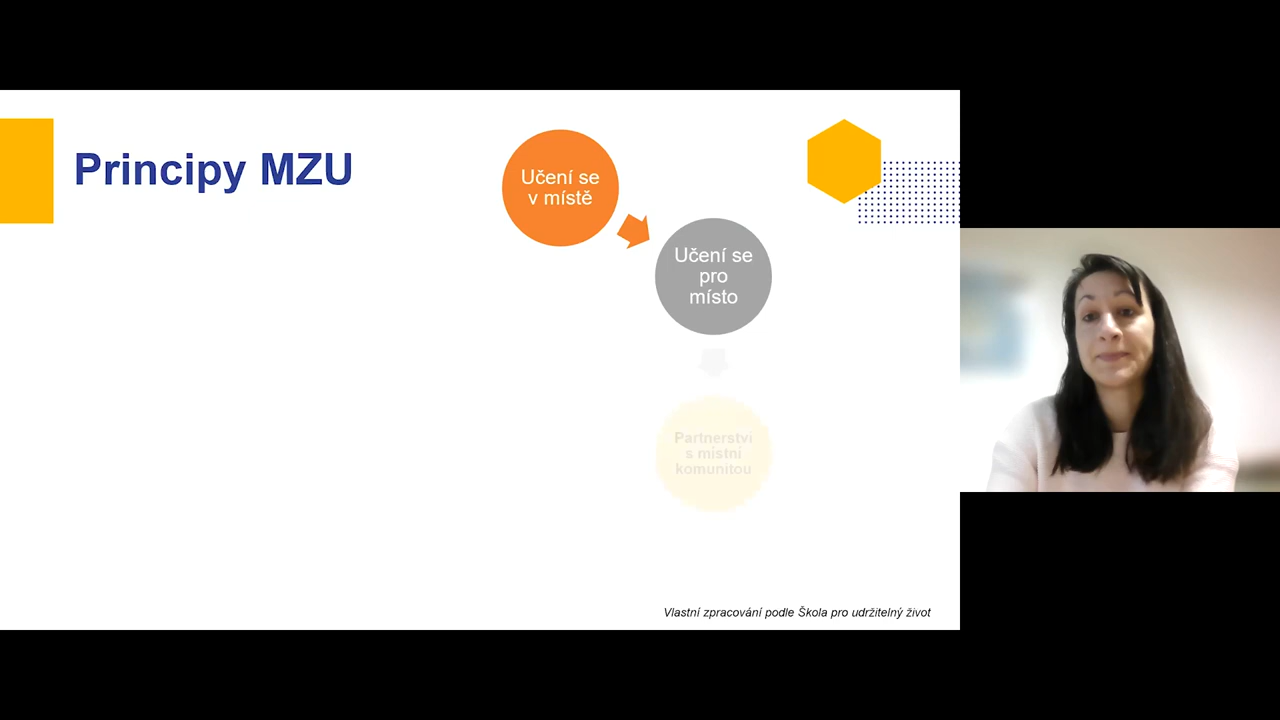 Principy MZU
Učení se
v místě
Učení se
pro
místo
Partnerství
s místní
komunitou
Vlastní zpracování podle Škola pro udržitelný život